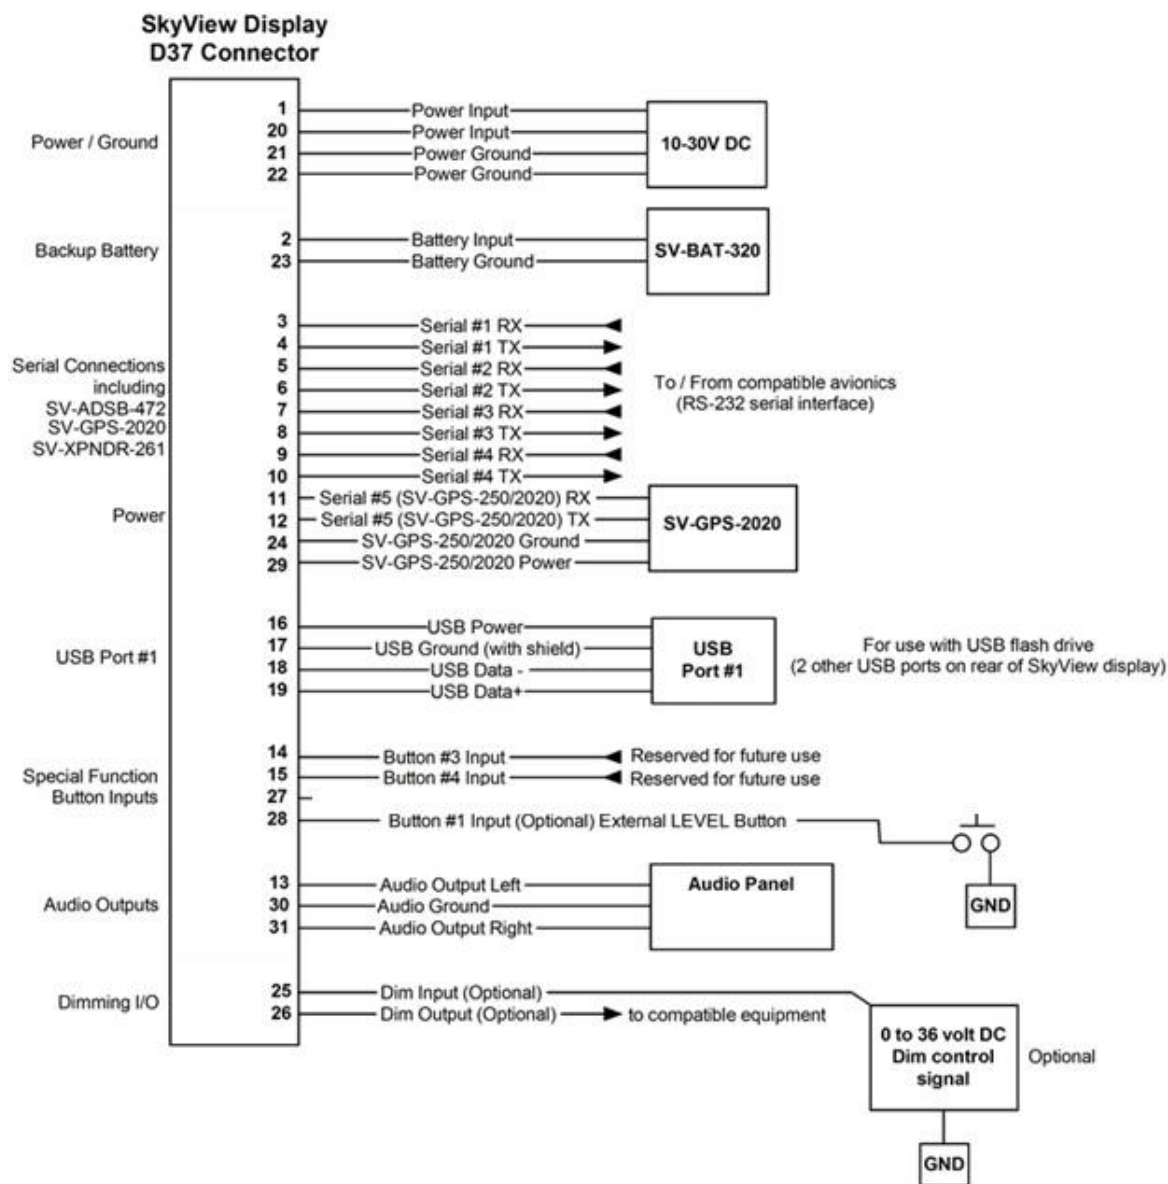 SkyView Display
D37 Connector
Power / Ground
1 Power Input
20 Power Input
21 Power Ground
22 Power Ground
10-30V DC
Backup Battery
2 Battery Input
23 Battery Ground
SV-BAT-320
Serial Connections
including
SV-ADSB-472
SV-GPS-2020
SV-XPNDR-261
3 Serial #1 RX
4 Serial #1 TX
5 Serial #2 RX
6 Serial #2 TX
7 Serial #3 RX
8 Serial #3 TX
9 Serial #4 RX
10 Serial #4 TX
To / From compatible avionics
(RS-232 serial interface)
Power
11 Serial #5 (SV-GPS-250/2020) RX
12 Serial #5 (SV-GPS-250/2020) TX
24 SV-GPS-250/2020 Ground
29 SV-GPS-250/2020 Power
SV-GPS-2020
USB Port #1
16 USB Power
17 USB Ground (with shield)
18 USB Data -
19 USB Data+
USB
Port #1
For use with USB flash drive
(2 other USB ports on rear of SkyView display)
Special Function
Button Inputs
14 Button #3 Input Reserved for future use
15 Button #4 Input Reserved for future use
27
28 Button #1 Input (Optional) External LEVEL Button
GND
Audio Outputs
13 Audio Output Left
30 Audio Ground
31 Audio Output Right
Audio Panel
Dimming I/O
25 Dim Input (Optional)
26 Dim Output (Optional) to compatible equipment
0 to 36 volt DC
Dim control
signal
Optional
GND